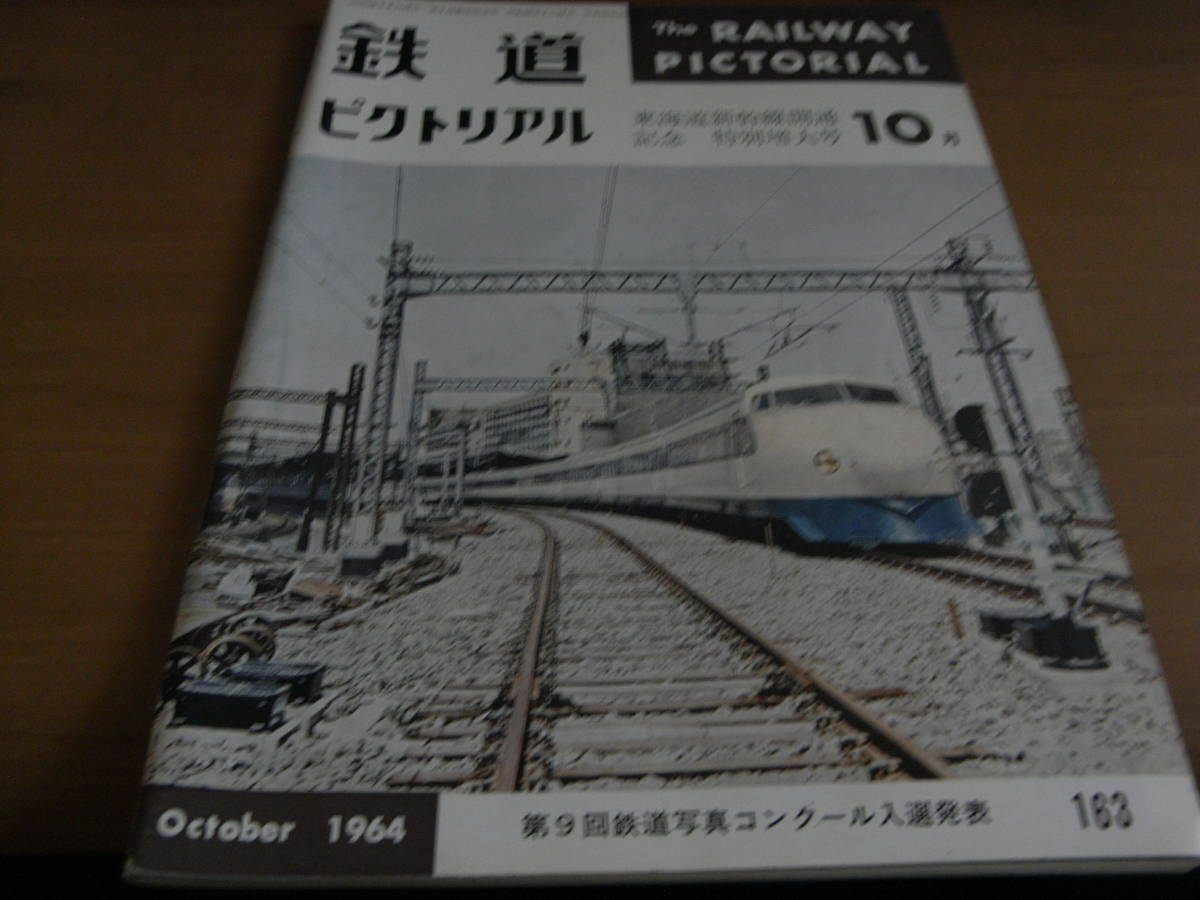 鉄道
ピクトリアル
The RAILWAY
PICTORIAL
東海道新幹線開通
記念 特別増大号
10月
October 1964
第9回鉄道写真コンクール入選発表
163